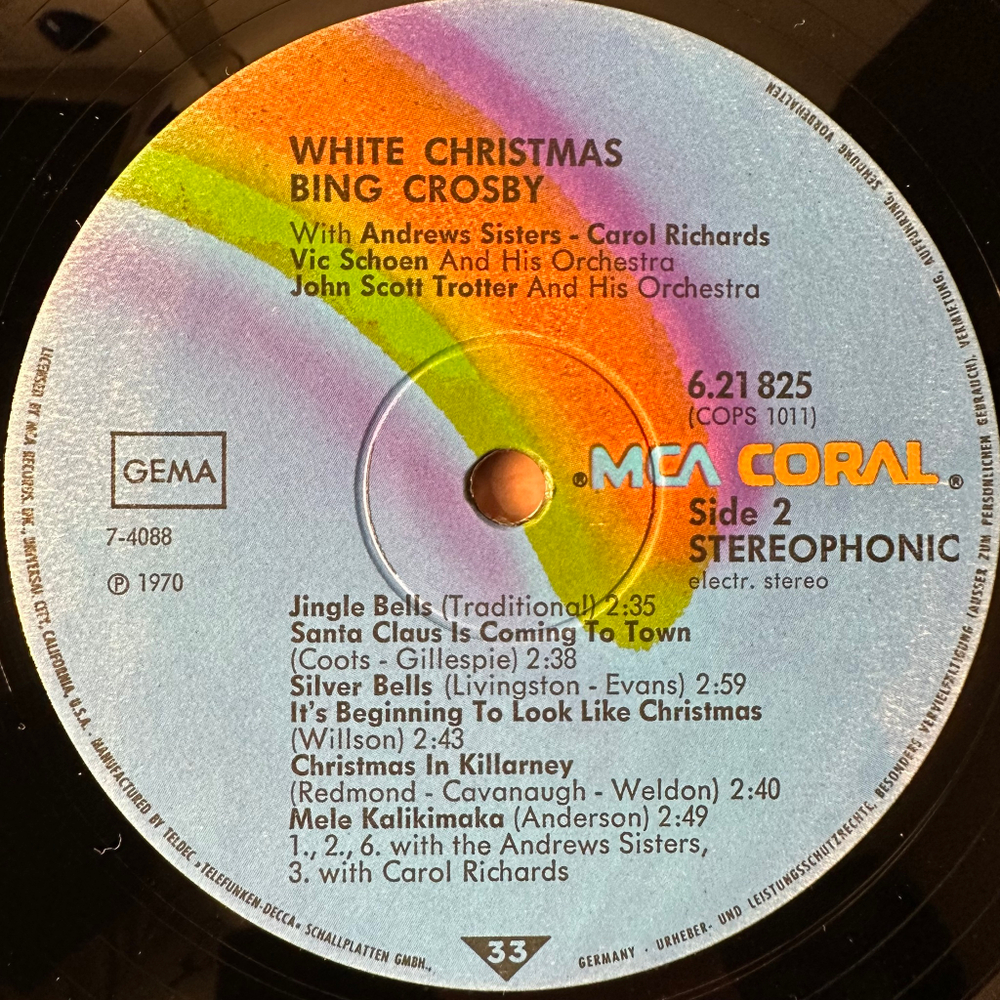 WHITE CHRISTMAS
BING CROSBY
With Andrews Sisters - Carol Richards
Vic Schoen And His Orchestra
John Scott Trotter And His Orchestra
6.21 825
(COPS 1011)
® MCA CORAL ®
Side 2
STEREOPHONIC
electr. stereo
GEMA
7-4088
℗ 1970
Jingle Bells (Traditional) 2:35
Santa Claus Is Coming To Town
(Coots - Gillespie) 2:38
Silver Bells (Livingston - Evans) 2:59
It's Beginning To Look Like Christmas
(Willson) 2:43
Christmas In Killarney
(Redmond - Cavanaugh - Weldon) 2:40
Mele Kalikimaka (Anderson) 2:49
1., 2., 6. with the Andrews Sisters,
3. with Carol Richards
33
LICENSED BY MCA RECORDS, INC., UNIVERSAL CITY, CALIFORNIA, U.S.A. · MANUFACTURED BY TELDEC »TELEFUNKEN-DECCA« SCHALLPLATTEN GMBH.,
GERMANY · URHEBER- UND LEISTUNGSSCHUTZRECHTE, BESONDERS VERVIELFÄLTIGUNG (AUSSER ZUM PERSÖNLICHEN GEBRAUCH), VERMIETUNG, AUFFÜHRUNG, SENDUNG VORBEHALTEN